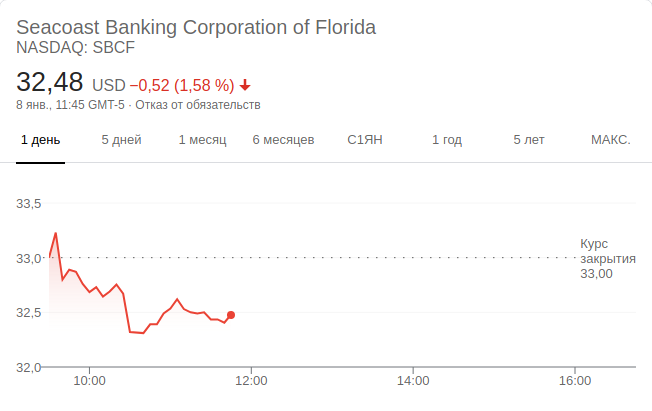 Seacoast Banking Corporation of Florida
NASDAQ: SBCF
32,48 USD −0,52 (1,58 %)
8 янв., 11:45 GMT-5 · Отказ от обязательств
1 день 5 дней 1 месяц 6 месяцев С1ЯН 1 год 5 лет МАКС.
33,5
33,0
32,5
32,0
Курс
закрытия
33,00
10:00 12:00 14:00 16:00